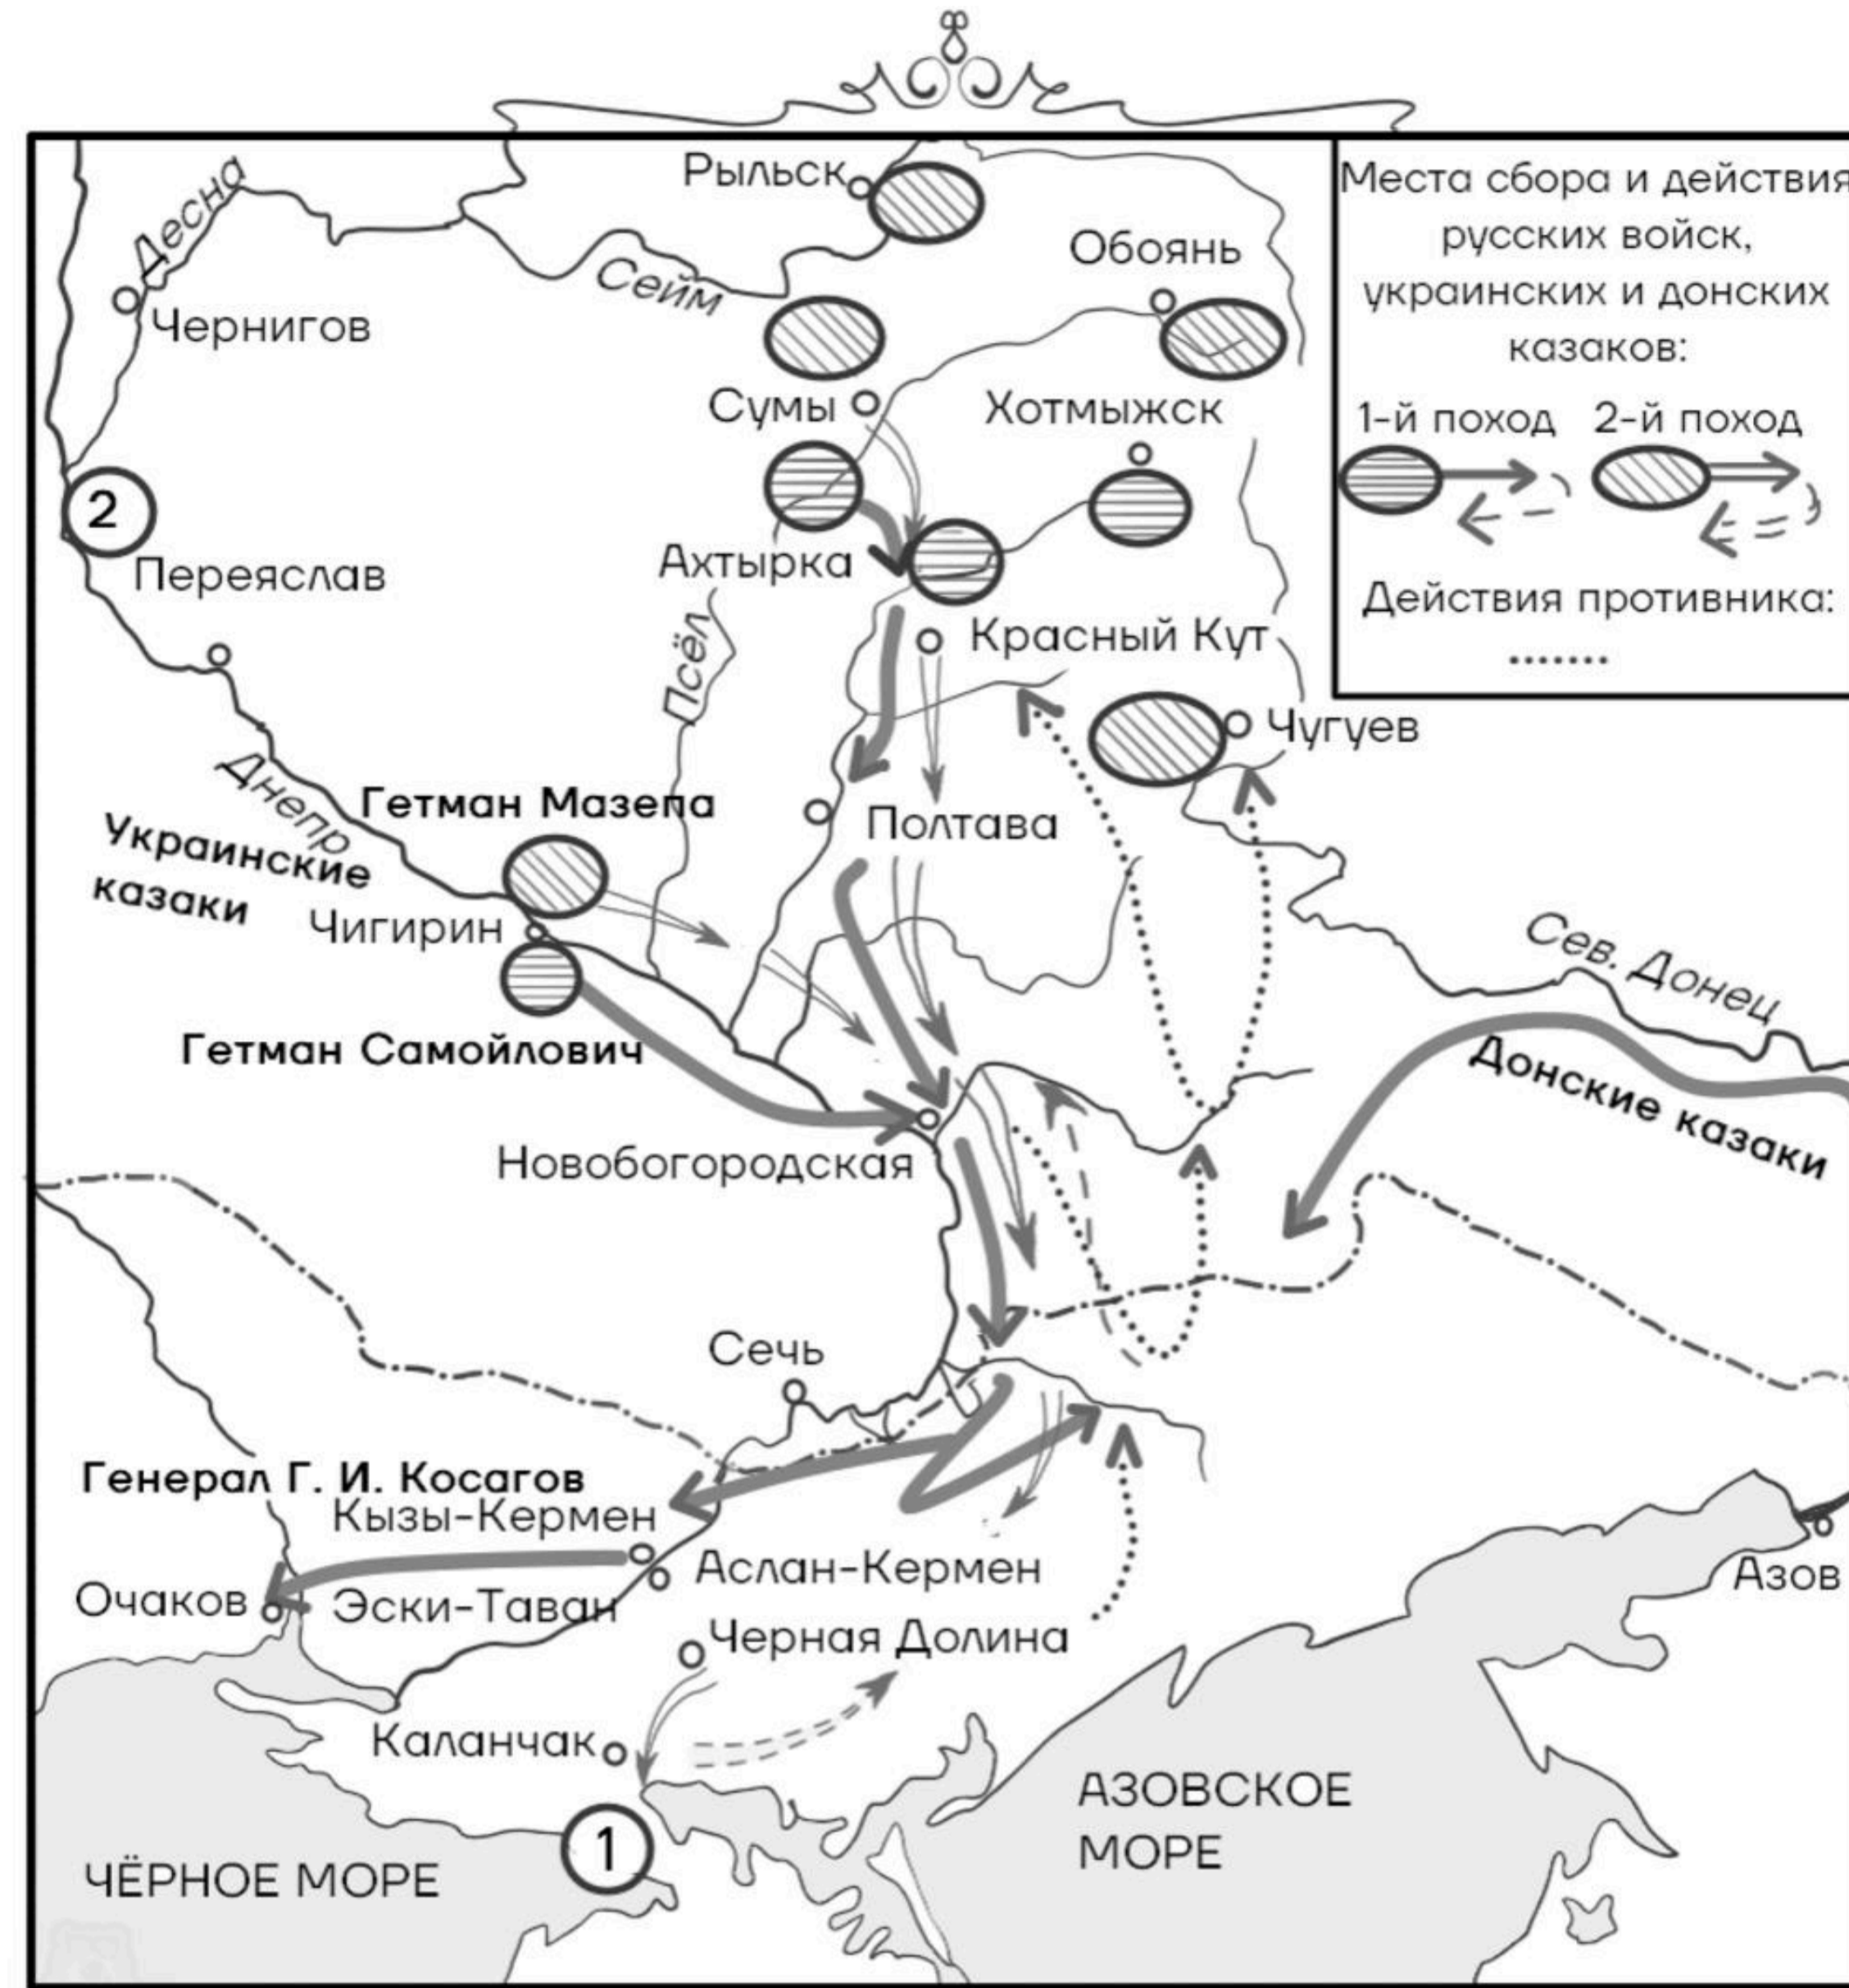 Рыльск
Десна
Обоянь
Сейм
Чернигов
Сумы
Хотмыжск
2
Переяслав
Ахтырка
Псёл
Красный Кут
Чугуев
Днепр
Гетман Мазепа
Украинские
казаки
Полтава
Чигирин
Гетман Самойлович
Сев. Донец
Донские казаки
Новобогородская
Сечь
Генерал Г. И. Косагов
Кызы-Кермен
Аслан-Кермен
Очаков
Эски-Таван
Азов
Черная Долина
Каланчак
1
АЗОВСКОЕ
МОРЕ
ЧЁРНОЕ МОРЕ
Места сбора и действия
русских войск,
украинских и донских
казаков:
1-й поход 2-й поход
Действия противника: